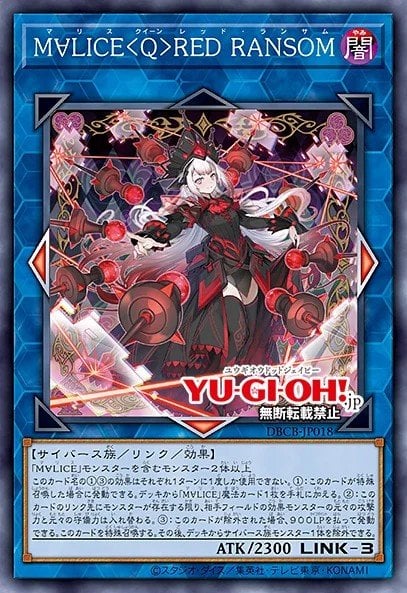 マリス クイーン レッド・ランサム
M∀LICE<Q>RED RANSOM
やみ
闇
ユウギオウドットジェイピー
YU-GI-OH!.jp
無断転載禁止
DBCB-JP018
【サイバース族/リンク/効果】
「M∀LICE」モンスターを含むモンスター2体以上
このカード名の①③の効果はそれぞれ1ターンに1度しか使用できない。①:このカードが特殊
召喚した場合に発動できる。デッキから「M∀LICE」魔法カード1枚を手札に加える。②:この
カードのリンク先にモンスターが存在する限り、相手フィールドの効果モンスターの元々の攻撃
力と元々の守備力は入れ替わる。③:このカードが除外された場合、900LPを払って発動
できる。このカードを特殊召喚する。その後、デッキからサイバース族モンスター1体を除外できる。
ATK/2300 LINK-3
©スタジオ・ダイス/集英社・テレビ東京・KONAMI